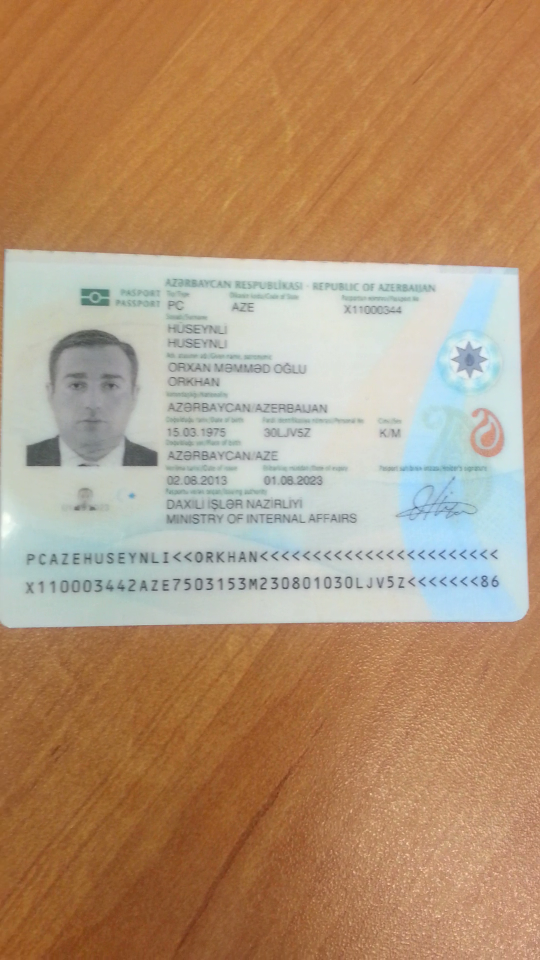 AZƏRBAYCAN RESPUBLİKASI · REPUBLIC OF AZERBAIJAN
PASPORT
PASSPORT
PC AZE X11000344
HÜSEYNLİ
HUSEYNLI
ORXAN MƏMMƏD OĞLU
ORKHAN
AZƏRBAYCAN/AZERBAIJAN
15.03.1975 30LJV5Z K/M
AZƏRBAYCAN/AZE
02.08.2013 01.08.2023
DAXİLİ İŞLƏR NAZİRLİYİ
MINISTRY OF INTERNAL AFFAIRS
PCAZEHUSEYNLI<<ORKHAN<<<<<<<<<<<<<<<<<<<<<<<
X110003442AZE7503153M230801030LJV5Z<<<<<<<86